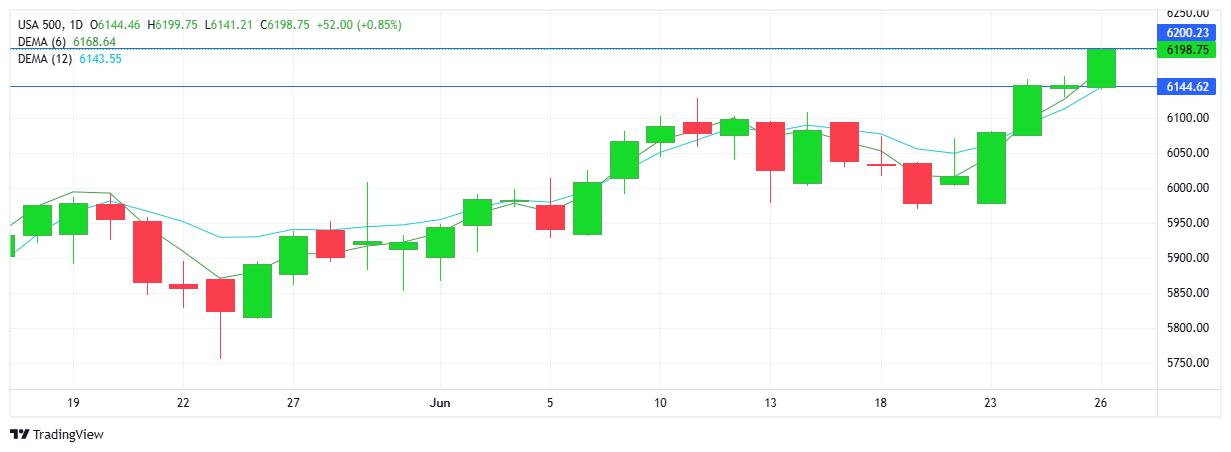 USA 500, 1D O6144.46 H6199.75 L6141.21 C6198.75 +52.00 (+0.85%)
DEMA (6) 6168.64
DEMA (12) 6143.55
6250.00
6200.23
6198.75
6144.62
6100.00
6050.00
6000.00
5950.00
5900.00
5850.00
5800.00
5750.00
19 22 27 Jun 5 10 13 18 23 26
TradingView